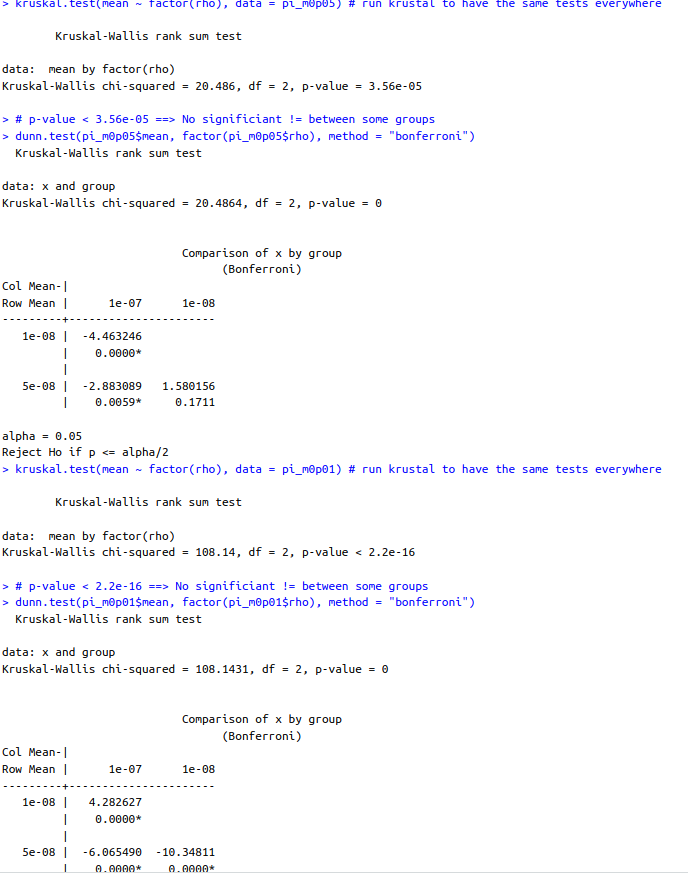 > kruskal.test(mean ~ factor(rho), data = pi_m0p05) # run krustal to have the same tests everywhere
Kruskal-Wallis rank sum test
data:  mean by factor(rho)
Kruskal-Wallis chi-squared = 20.486, df = 2, p-value = 3.56e-05
> # p-value < 3.56e-05 ==> No significiant != between some groups
> dunn.test(pi_m0p05$mean, factor(pi_m0p05$rho), method = "bonferroni")
Kruskal-Wallis rank sum test
data: x and group
Kruskal-Wallis chi-squared = 20.4864, df = 2, p-value = 0
Comparison of x by group
(Bonferroni)
Col Mean-|
Row Mean |      1e-07      1e-08
---------+----------------------
1e-08 |  -4.463246
|    0.0000*
|
5e-08 |  -2.883089   1.580156
|    0.0059*     0.1711
alpha = 0.05
Reject Ho if p <= alpha/2
> kruskal.test(mean ~ factor(rho), data = pi_m0p01) # run krustal to have the same tests everywhere
Kruskal-Wallis rank sum test
data:  mean by factor(rho)
Kruskal-Wallis chi-squared = 108.14, df = 2, p-value < 2.2e-16
> # p-value < 2.2e-16 ==> No significiant != between some groups
> dunn.test(pi_m0p01$mean, factor(pi_m0p01$rho), method = "bonferroni")
Kruskal-Wallis rank sum test
data: x and group
Kruskal-Wallis chi-squared = 108.1431, df = 2, p-value = 0
Comparison of x by group
(Bonferroni)
Col Mean-|
Row Mean |      1e-07      1e-08
---------+----------------------
1e-08 |   4.282627
|    0.0000*
|
5e-08 |  -6.065490  -10.34811
|    0.0000*    0.0000*